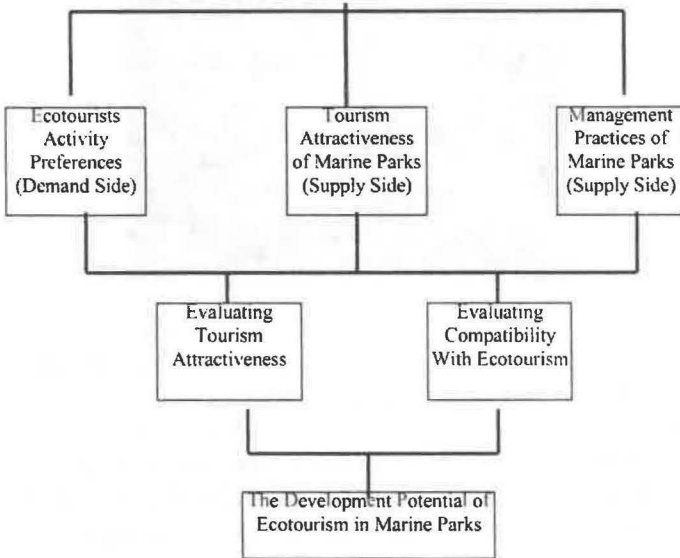 Ecotourists
Activity
Preferences
(Demand Side)
Tourism
Attractiveness
of Marine Parks
(Supply Side)
Management
Practices of
Marine Parks
(Supply Side)
Evaluating
Tourism
Attractiveness
Evaluating
Compatibility
With Ecotourism
The Development Potential of
Ecotourism in Marine Parks